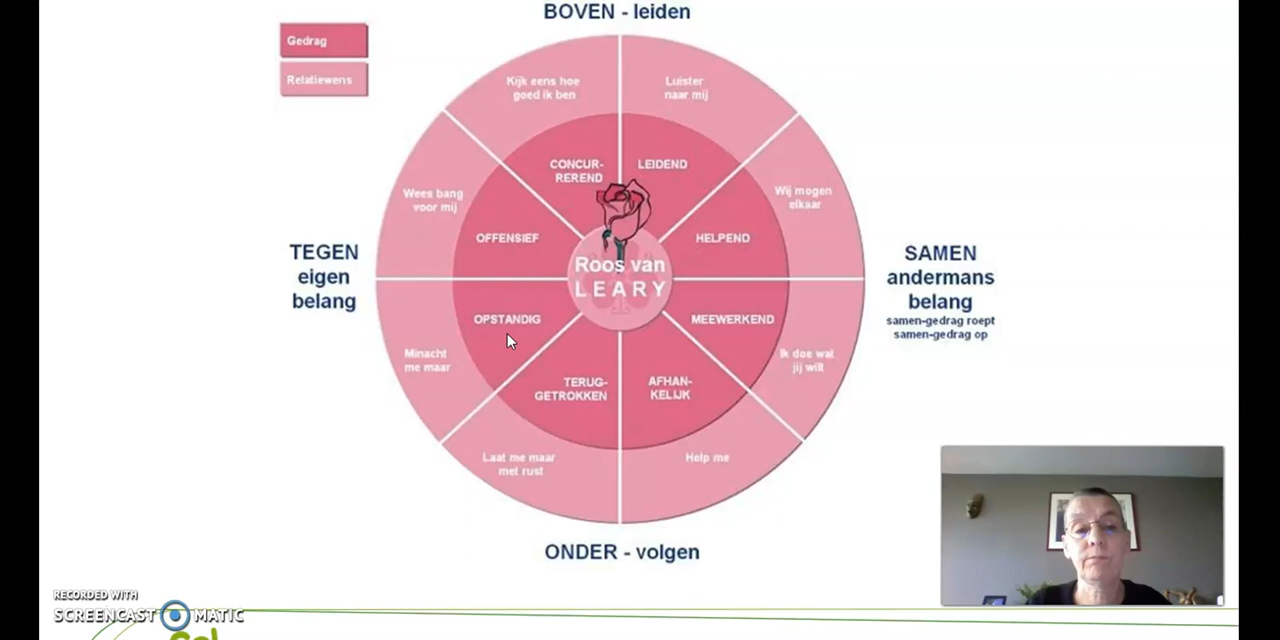 BOVEN - leiden
Gedrag
Relatiewens
Kijk eens hoe
goed ik ben
Luister
naar mij
CONCUR-
REREND
LEIDEND
Wees bang
voor mij
Wij mogen
elkaar
OFFENSIEF
HELPEND
TEGEN
eigen
belang
Roos van
LEARY
SAMEN
andermans
belang
samen-gedrag roept
samen-gedrag op
OPSTANDIG
MEEWERKEND
Minacht
me maar
Ik doe wat
jij wilt
TERUG-
GETROKKEN
AFHAN-
KELIJK
Laat me maar
met rust
Help me
ONDER - volgen
RECORDED WITH
SCREENCAST MATIC